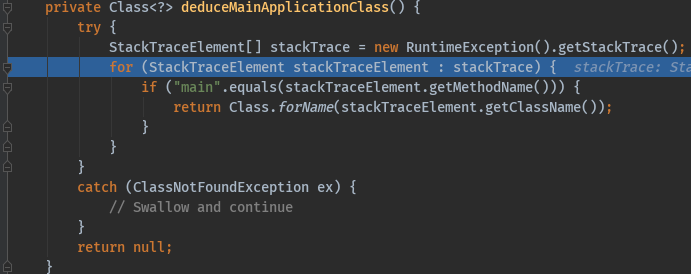 private Class<?> deduceMainApplicationClass() {
try {
StackTraceElement[] stackTrace = new RuntimeException().getStackTrace();
for (StackTraceElement stackTraceElement : stackTrace) { stackTrace: Sta
if ("main".equals(stackTraceElement.getMethodName())) {
return Class.forName(stackTraceElement.getClassName());
}
}
}
catch (ClassNotFoundException ex) {
// Swallow and continue
}
return null;
}